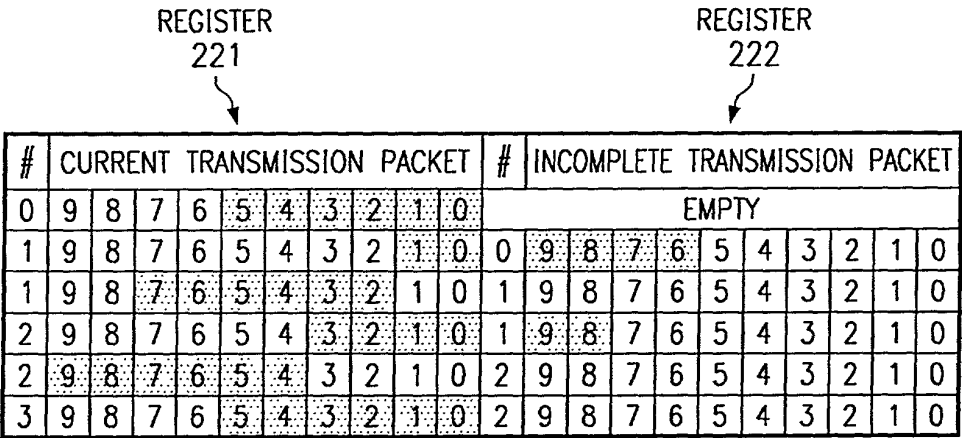 REGISTER 221
REGISTER 222
# CURRENT TRANSMISSION PACKET # INCOMPLETE TRANSMISSION PACKET
0 9 8 7 6 5 4 3 2 1 0 EMPTY
1 9 8 7 6 5 4 3 2 1 0 0 9 8 7 6 5 4 3 2 1 0
1 9 8 7 6 5 4 3 2 1 0 1 9 8 7 6 5 4 3 2 1 0
2 9 8 7 6 5 4 3 2 1 0 1 9 8 7 6 5 4 3 2 1 0
2 9 8 7 6 5 4 3 2 1 0 2 9 8 7 6 5 4 3 2 1 0
3 9 8 7 6 5 4 3 2 1 0 2 9 8 7 6 5 4 3 2 1 0